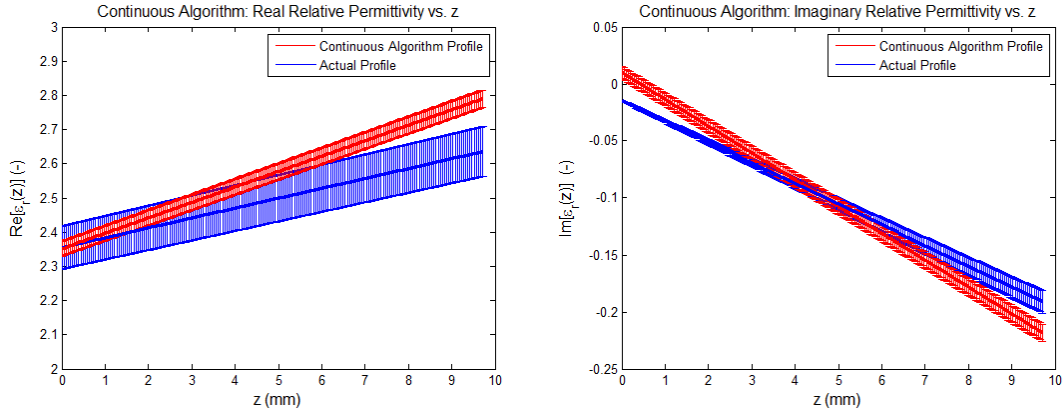 Continuous Algorithm: Real Relative Permittivity vs. z
3
2.9
2.8
2.7
2.6
2.5
2.4
2.3
2.2
2.1
2
Re[εr(z)] (-)
Continuous Algorithm Profile
Actual Profile
0 1 2 3 4 5 6 7 8 9 10
z (mm)
Continuous Algorithm: Imaginary Relative Permittivity vs. z
0.05
0
-0.05
-0.1
-0.15
-0.2
-0.25
Im[εr(z)] (-)
Continuous Algorithm Profile
Actual Profile
0 1 2 3 4 5 6 7 8 9 10
z (mm)